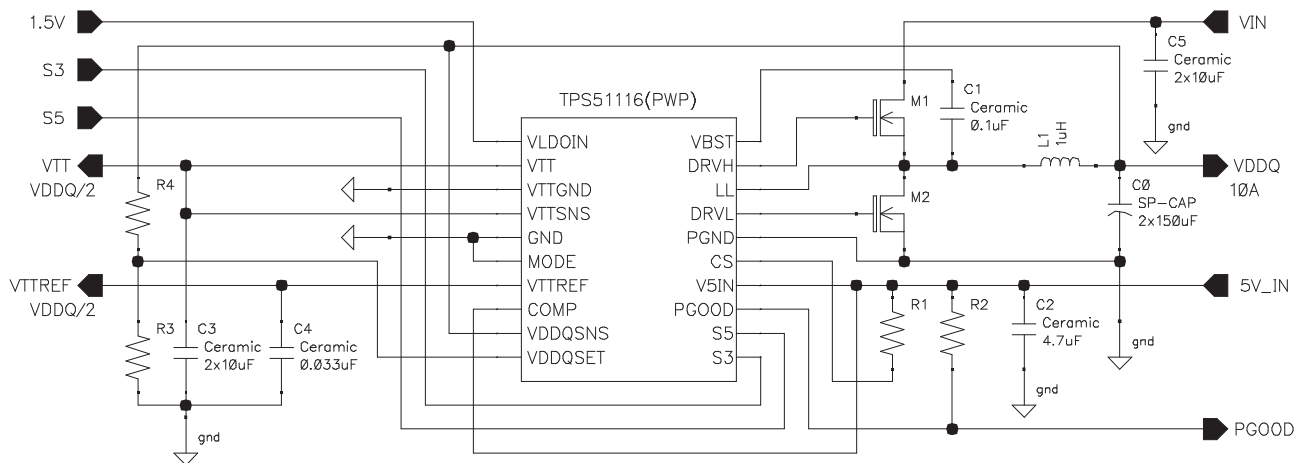 1.5V
S3
S5
VTT
VDDQ/2
VTTREF
VDDQ/2
R4
R3
C3
Ceramic
2x10uF
C4
Ceramic
0.033uF
gnd
TPS51116(PWP)
VLDOIN
VTT
VTTGND
VTTSNS
GND
MODE
VTTREF
COMP
VDDQSNS
VDDQSET
VBST
DRVH
LL
DRVL
PGND
CS
V5IN
PGOOD
S5
S3
M1
M2
C1
Ceramic
0.1uF
L1
1uH
C5
Ceramic
2x10uF
gnd
VIN
VDDQ
10A
C0
SP-CAP
2x150uF
gnd
5V_IN
R1
R2
C2
Ceramic
4.7uF
gnd
PGOOD